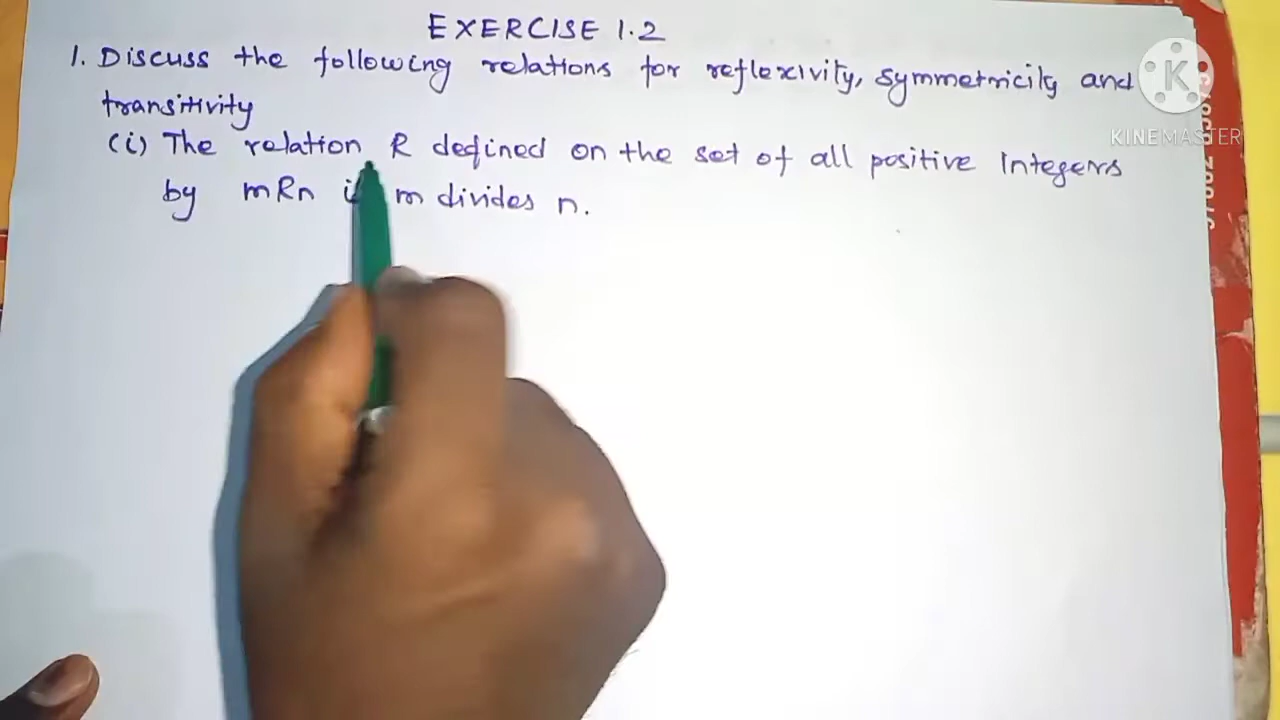 EXERCISE 1.2
1. Discuss the following relations for reflexivity, symmetricity and
transitivity
(i) The relation R defined on the set of all positive Integers
by mRn m divides n.
K
KINEMASTER